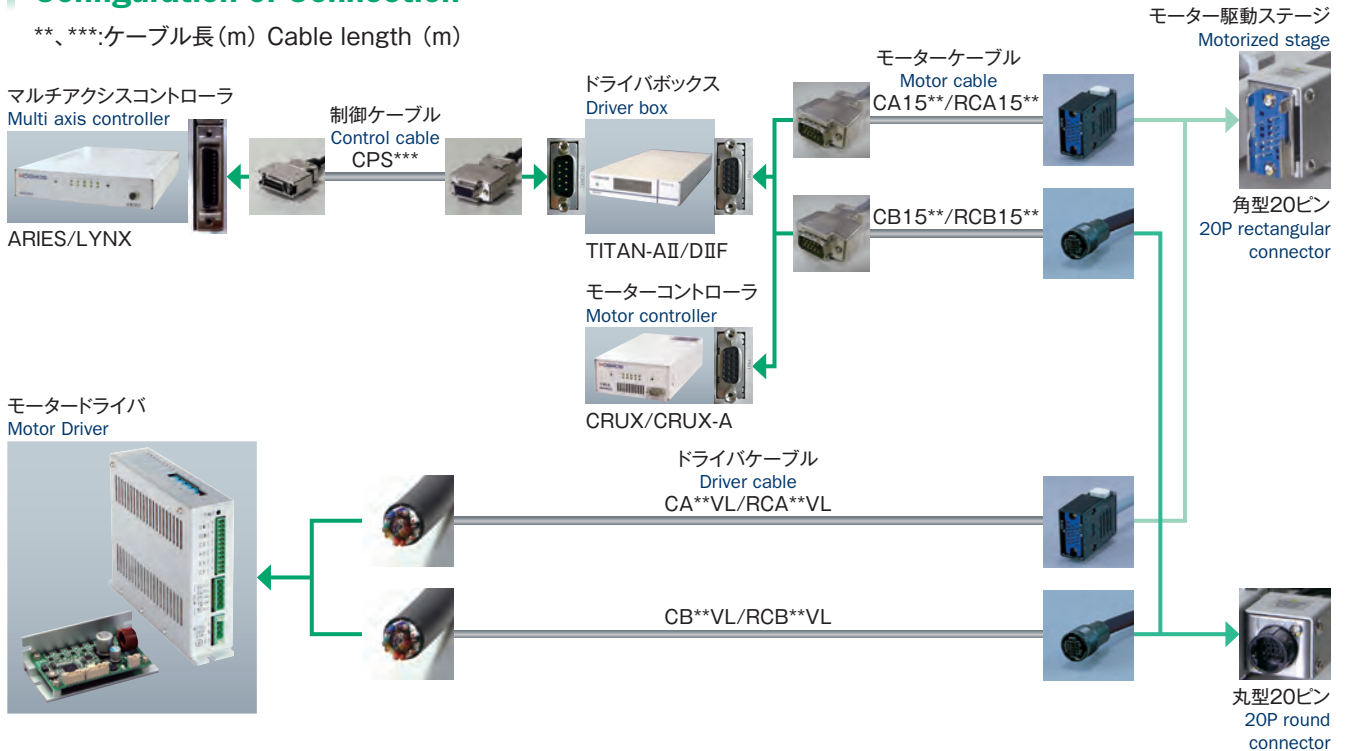 Configuration of Connection
**、***:ケーブル長(m) Cable length (m)
モーター駆動ステージ
Motorized stage
マルチアクシスコントローラ
Multi axis controller
制御ケーブル
Control cable
CPS***
ドライバボックス
Driver box
モーターケーブル
Motor cable
CA15**/RCA15**
CB15**/RCB15**
ARIES/LYNX
TITAN-AⅡ/DⅡF
角型20ピン
20P rectangular
connector
モーターコントローラ
Motor controller
CRUX/CRUX-A
モータードライバ
Motor Driver
ドライバケーブル
Driver cable
CA**VL/RCA**VL
CB**VL/RCB**VL
丸型20ピン
20P round
connector